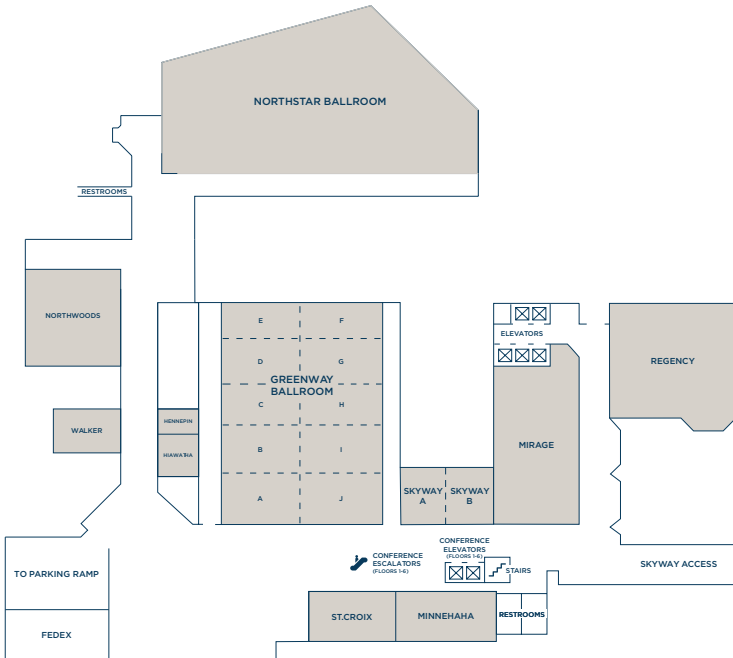 NORTHSTAR BALLROOM
RESTROOMS
NORTHWOODS
WALKER
HENNEPIN
HIAWATHA
E
F
D
G
GREENWAY
BALLROOM
C
H
B
I
A
J
ELEVATORS
MIRAGE
REGENCY
SKYWAY
A
SKYWAY
B
CONFERENCE
ELEVATORS
(FLOORS 1-6)
CONFERENCE
ESCALATORS
(FLOORS 1-6)
STAIRS
SKYWAY ACCESS
TO PARKING RAMP
FEDEX
ST.CROIX
MINNEHAHA
RESTROOMS